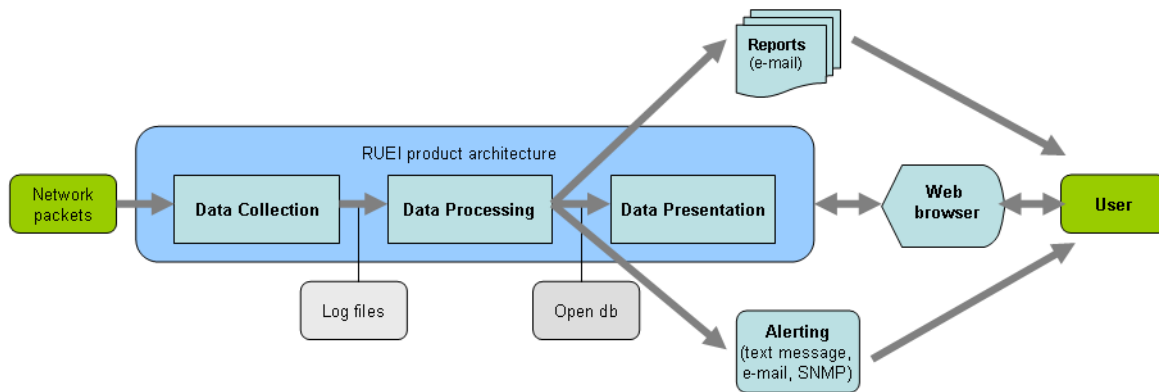 Reports
(e-mail)
RUEI product architecture
Network
packets
Data Collection
Data Processing
Data Presentation
Web
browser
User
Log files
Open db
Alerting
(text message,
e-mail, SNMP)